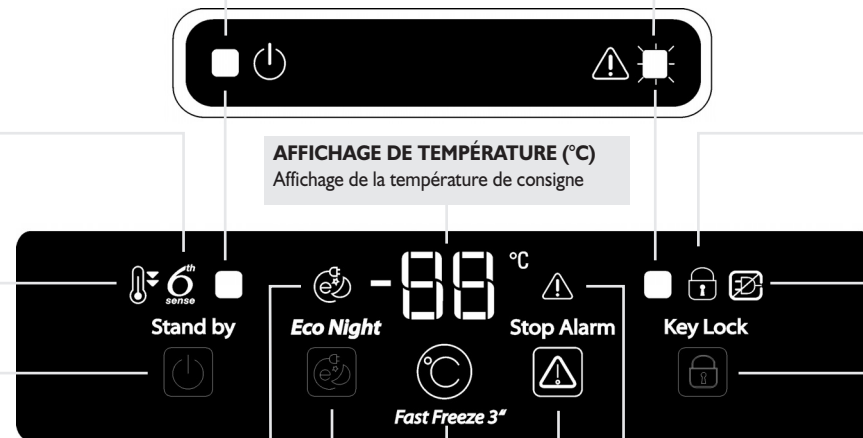 AFFICHAGE DE TEMPÉRATURE (°C)
Affichage de la température de consigne
6th sense
-88 °C
Stand by
Eco Night
Stop Alarm
Key Lock
°C
Fast Freeze 3"